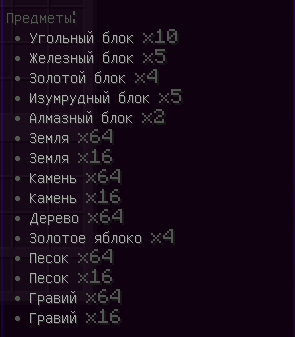 Предметы:
• Угольный блок x10
• Железный блок x5
• Золотой блок x4
• Изумрудный блок x5
• Алмазный блок x2
• Земля x64
• Земля x16
• Камень x64
• Камень x16
• Дерево x64
• Золотое яблоко x4
• Песок x64
• Песок x16
• Гравий x64
• Гравий x16